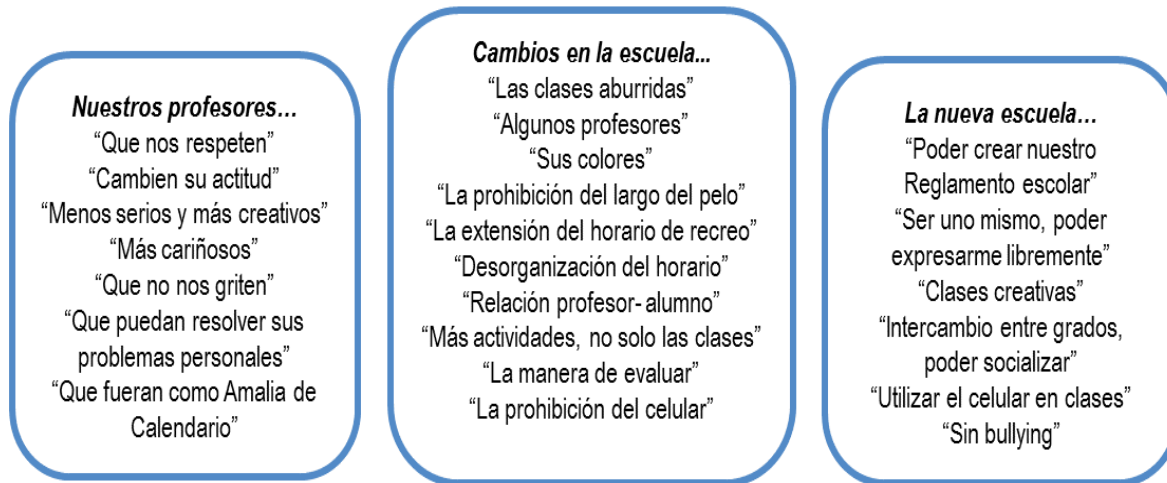 Nuestros profesores…
“Que nos respeten”
“Cambien su actitud”
“Menos serios y más creativos”
“Más cariñosos”
“Que no nos griten”
“Que puedan resolver sus
problemas personales”
“Que fueran como Amalia de
Calendario”
Cambios en la escuela...
“Las clases aburridas”
“Algunos profesores”
“Sus colores”
“La prohibición del largo del pelo”
“La extensión del horario de recreo”
“Desorganización del horario”
“Relación profesor- alumno”
“Más actividades, no solo las clases”
“La manera de evaluar”
“La prohibición del celular”
La nueva escuela…
“Poder crear nuestro
Reglamento escolar”
“Ser uno mismo, poder
expresarme libremente”
“Clases creativas”
“Intercambio entre grados,
poder socializar”
“Utilizar el celular en clases”
“Sin bullying”